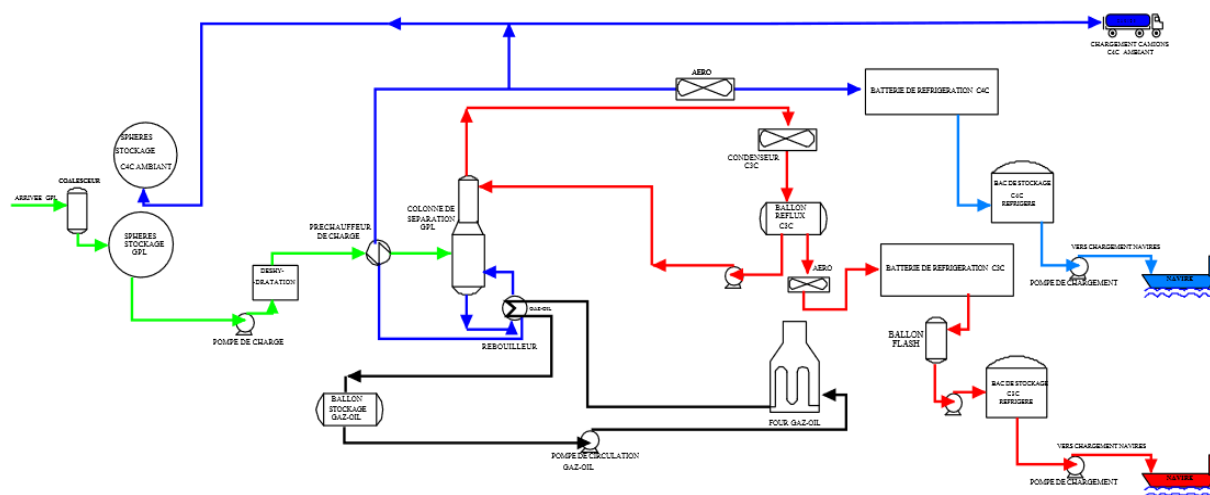 CHARGEMENT CAMIONS
C4C AMBIANT
AERO
BATTERIE DE REFRIGERATION C4C
SPHERES
STOCKAGE
C4C AMBIANT
CONDENSEUR
C3C
COALESCEUR
ARRIVEE GPL
BAC DE STOCKAGE
C4C
REFRIGERE
SPHERES
STOCKAGE
GPL
PRECHAUFFEUR
DE CHARGE
COLONNE DE
SEPARATION
GPL
BALLON
REFLUX
C3C
VERS CHARGEMENT NAVIRES
DESHY-
-DRATATION
AERO
BATTERIE DE REFRIGERATION C3C
POMPE DE CHARGEMENT
NAVIRE
GAZ-OIL
POMPE DE CHARGE
REBOUILLEUR
BALLON
FLASH
BALLON
STOCKAGE
GAZ-OIL
FOUR GAZ-OIL
BAC DE STOCKAGE
C3C
REFRIGERE
POMPE DE CIRCULATION
GAZ-OIL
VERS CHARGEMENT NAVIRES
POMPE DE CHARGEMENT
NAVIRE